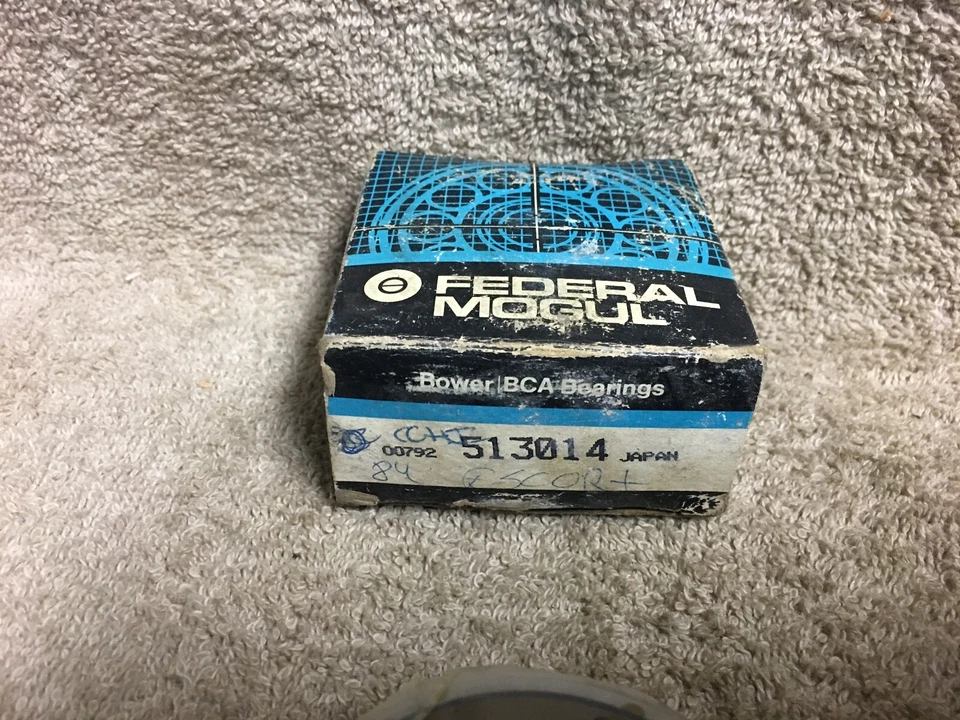 FEDERAL
MOGUL
Bower|BCA Bearings
00792 513014 JAPAN
84 ESCORT